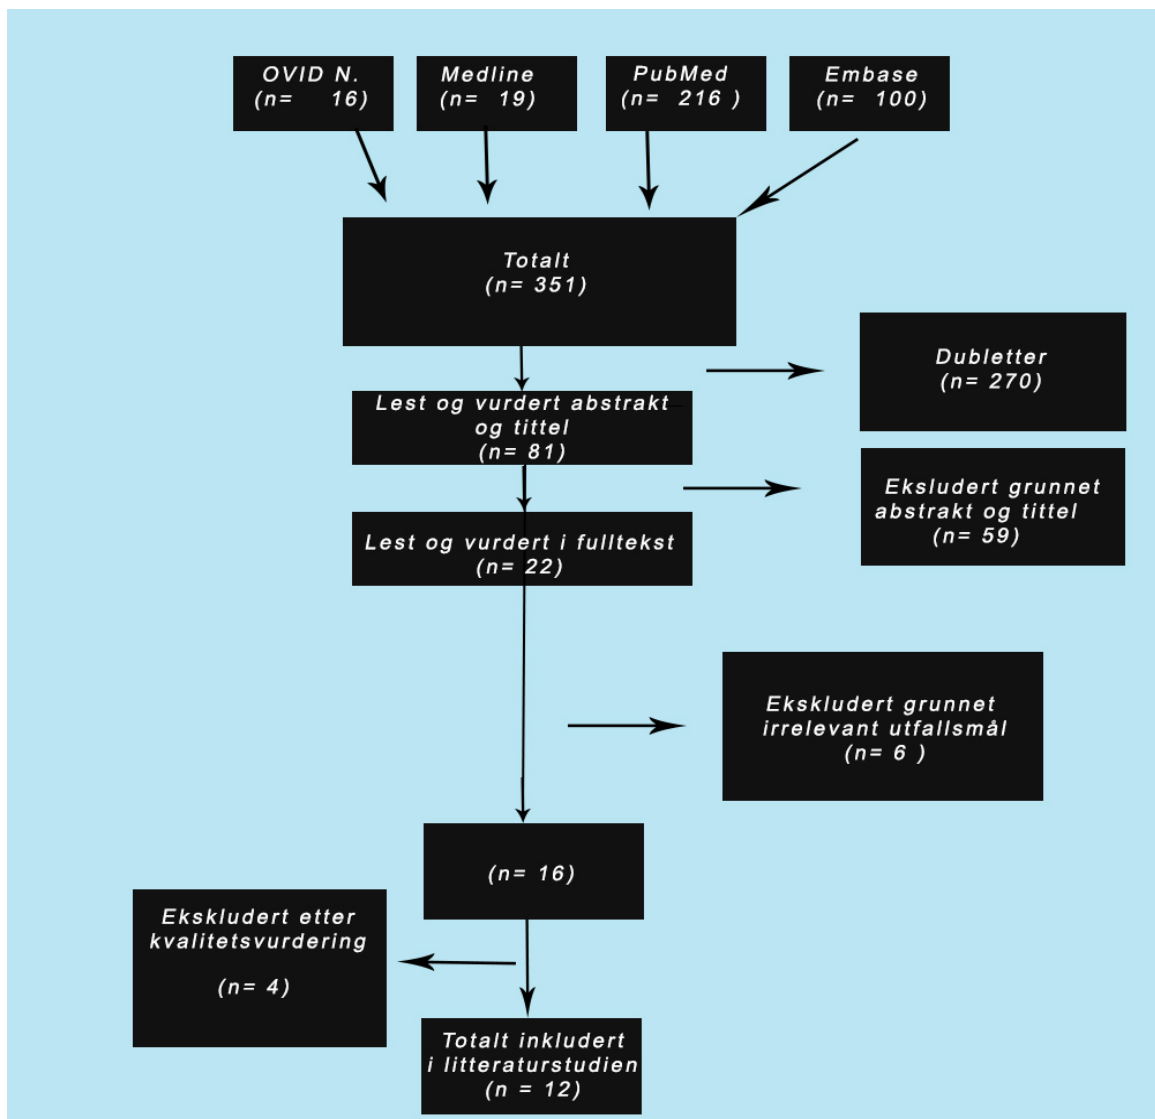 OVID N.
(n= 16)
Medline
(n= 19)
PubMed
(n= 216 )
Embase
(n= 100)
Totalt
(n= 351)
Dubletter
(n= 270)
Lest og vurdert abstrakt
og tittel
(n= 81)
Eksludert grunnet
abstrakt og tittel
(n= 59)
Lest og vurdert i fulltekst
(n= 22)
Ekskludert grunnet
irrelevant utfallsmål
(n= 6 )
(n= 16)
Ekskludert etter
kvalitetsvurdering
(n= 4)
Totalt inkludert
i litteraturstudien
(n = 12)